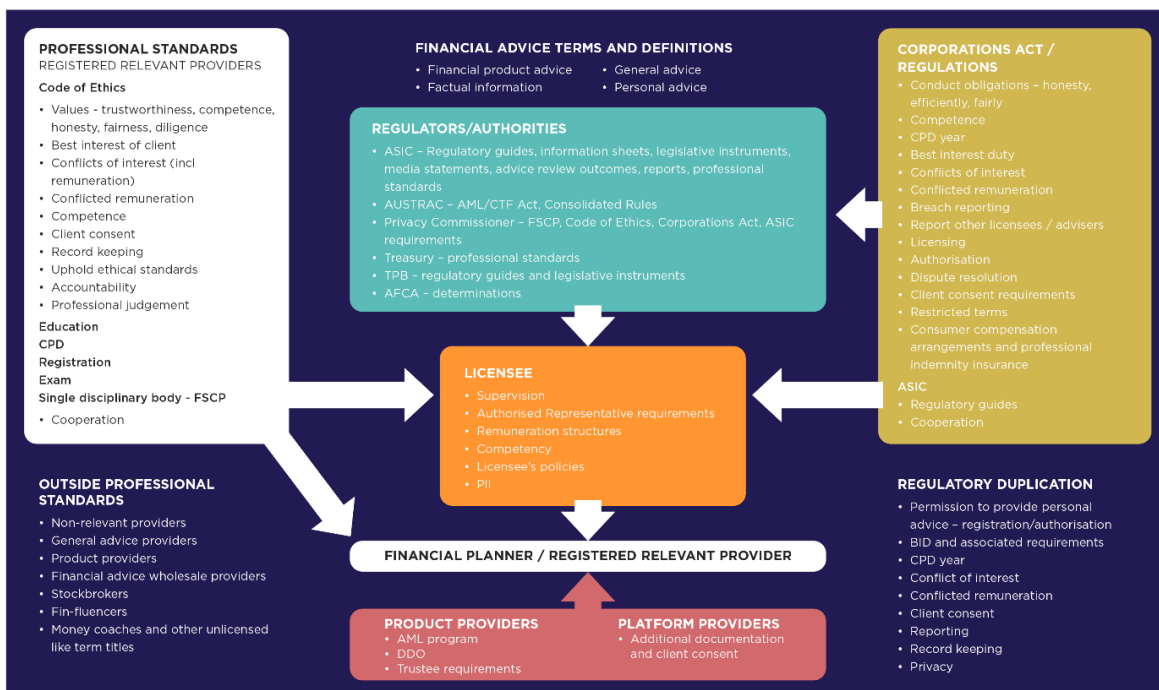 PROFESSIONAL STANDARDS
REGISTERED RELEVANT PROVIDERS
Code of Ethics
• Values - trustworthiness, competence,
honesty, fairness, diligence
• Best interest of client
• Conflicts of interest (incl
remuneration)
• Conflicted remuneration
• Competence
• Client consent
• Record keeping
• Uphold ethical standards
• Accountability
• Professional judgement
Education
CPD
Registration
Exam
Single disciplinary body - FSCP
• Cooperation
OUTSIDE PROFESSIONAL
STANDARDS
• Non-relevant providers
• General advice providers
• Product providers
• Financial advice wholesale providers
• Stockbrokers
• Fin-fluencers
• Money coaches and other unlicensed
like term titles
FINANCIAL ADVICE TERMS AND DEFINITIONS
• Financial product advice
• Factual information
• General advice
• Personal advice
REGULATORS/AUTHORITIES
• ASIC – Regulatory guides, information sheets, legislative instruments,
media statements, advice review outcomes, reports, professional
standards
• AUSTRAC – AML/CTF Act, Consolidated Rules
• Privacy Commissioner – FSCP, Code of Ethics, Corporations Act, ASIC
requirements
• Treasury – professional standards
• TPB – regulatory guides and legislative instruments
• AFCA – determinations
LICENSEE
• Supervision
• Authorised Representative requirements
• Remuneration structures
• Competency
• Licensee's policies
• PII
FINANCIAL PLANNER / REGISTERED RELEVANT PROVIDER
PRODUCT PROVIDERS
• AML program
• DDO
• Trustee requirements
PLATFORM PROVIDERS
• Additional documentation
and client consent
CORPORATIONS ACT /
REGULATIONS
• Conduct obligations – honesty,
efficiently, fairly
• Competence
• CPD year
• Best interest duty
• Conflicts of interest
• Conflicted remuneration
• Breach reporting
• Report other licensees / advisers
• Licensing
• Authorisation
• Dispute resolution
• Client consent requirements
• Restricted terms
• Consumer compensation
arrangements and professional
indemnity insurance
ASIC
• Regulatory guides
• Cooperation
REGULATORY DUPLICATION
• Permission to provide personal
advice – registration/authorisation
• BID and associated requirements
• CPD year
• Conflict of interest
• Conflicted remuneration
• Client consent
• Reporting
• Record keeping
• Privacy